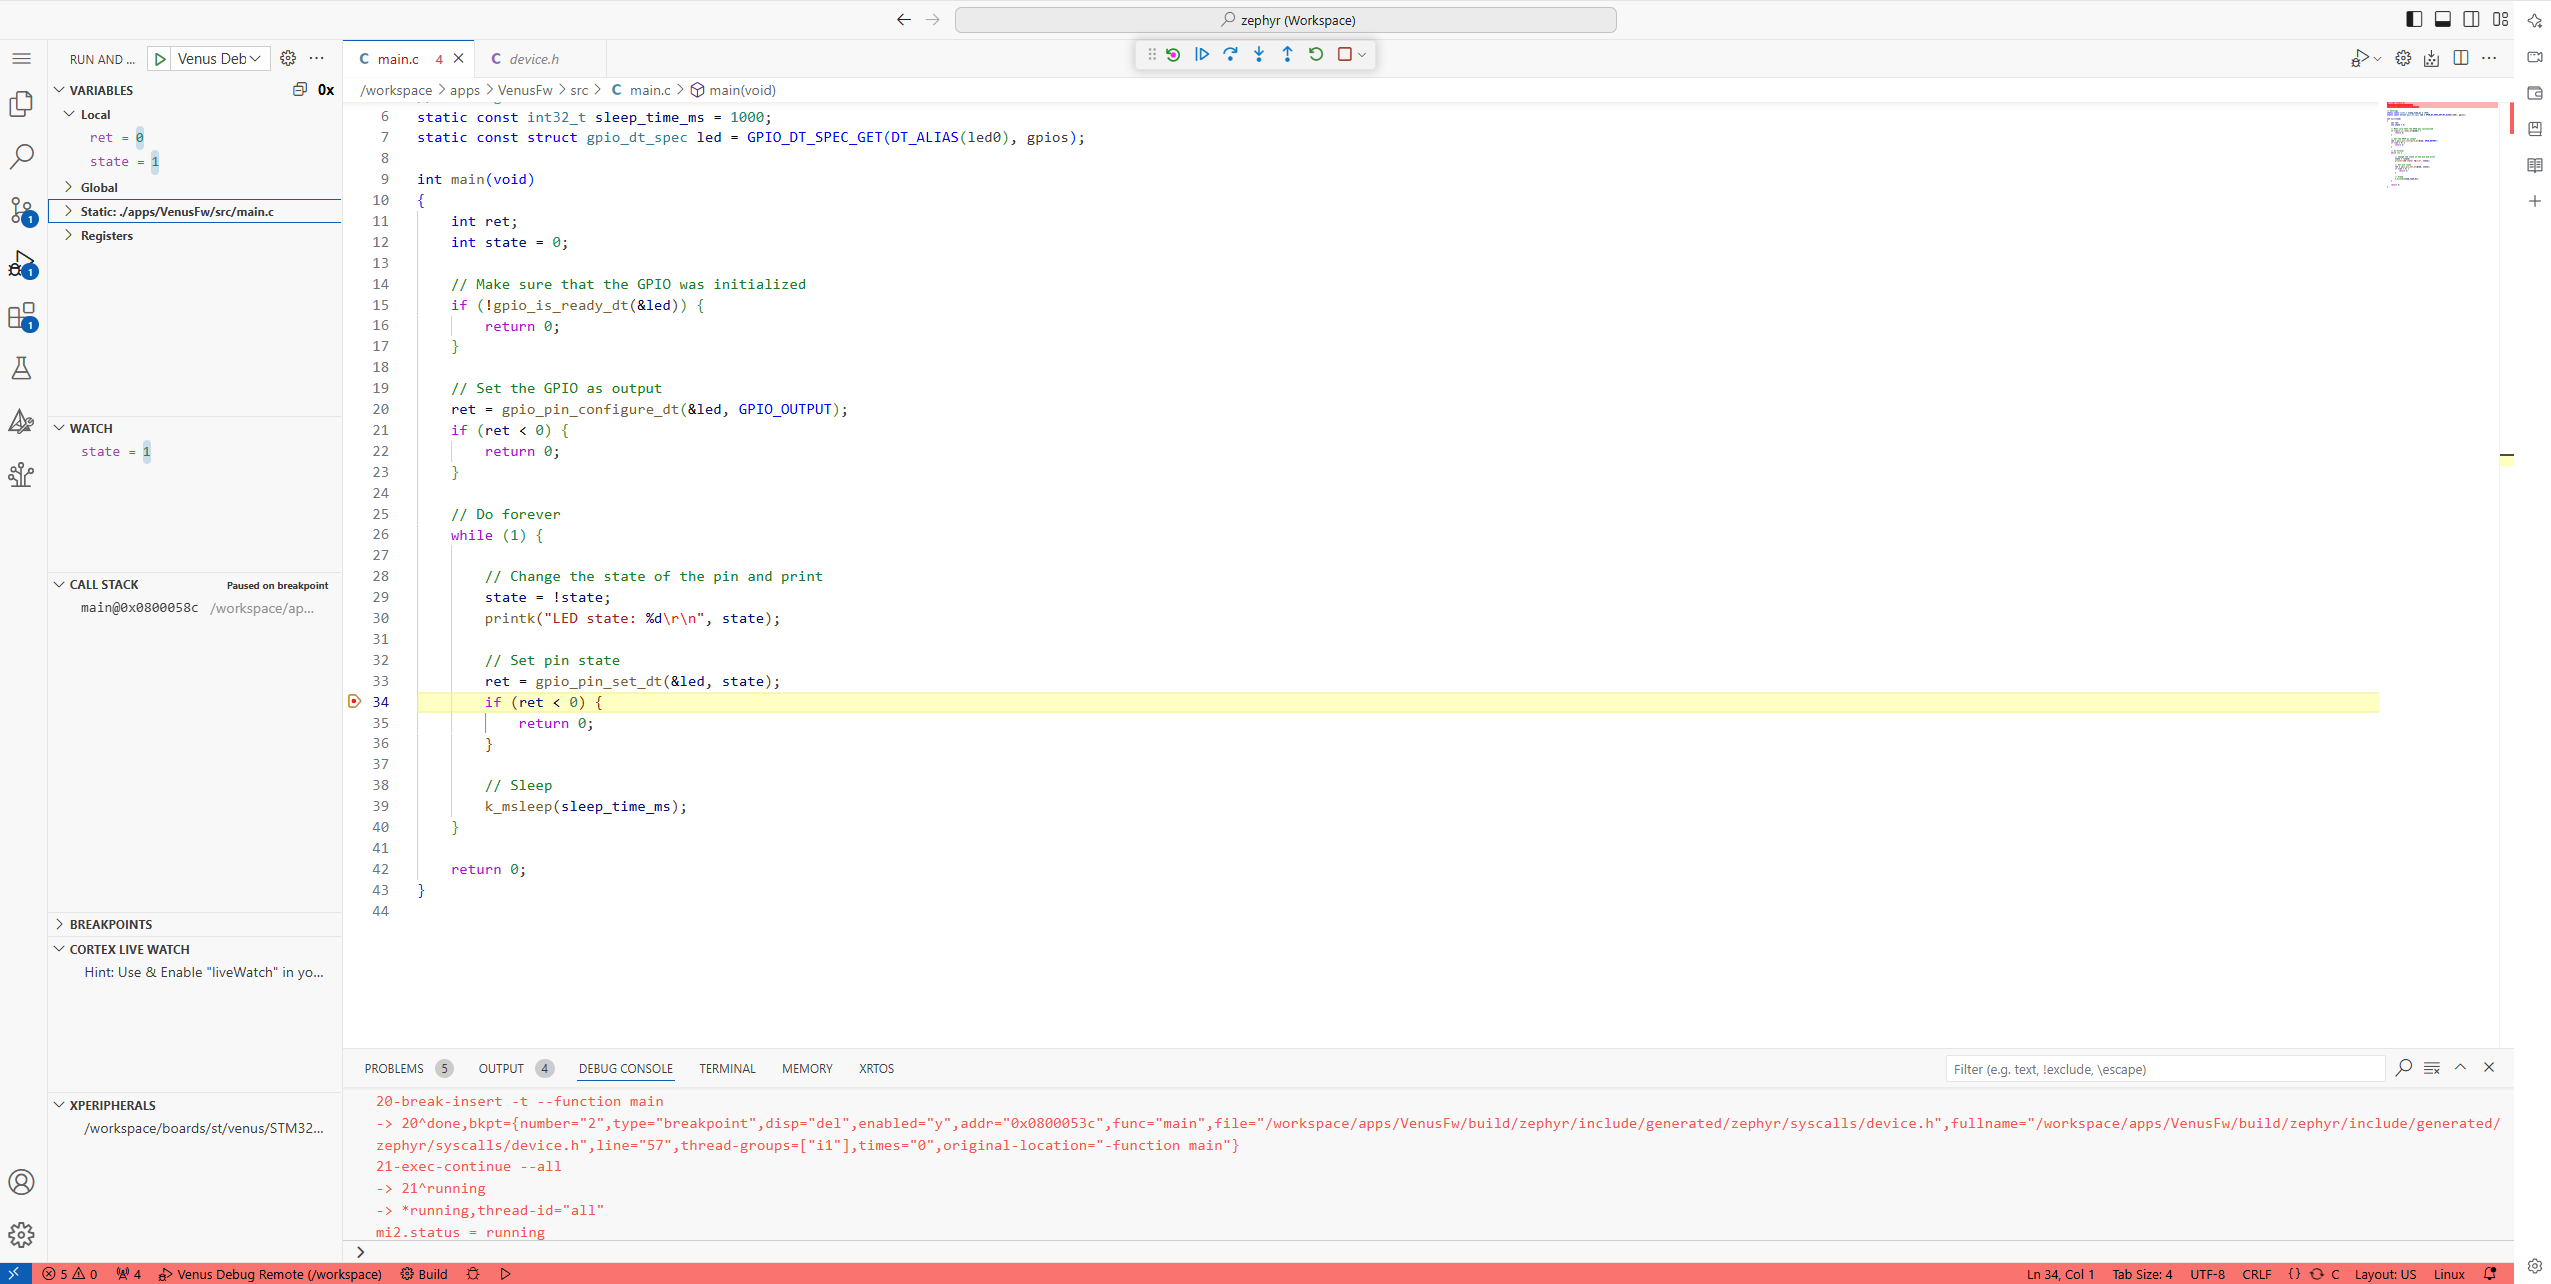 zephyr (Workspace)
RUN AND ...
Venus Deb
main.c 4
device.h
VARIABLES
0x
Local
ret = 0
state = 1
Global
Static: ./apps/VenusFw/src/main.c
Registers
WATCH
state = 1
CALL STACK
Paused on breakpoint
main@0x0800058c /workspace/ap...
BREAKPOINTS
CORTEX LIVE WATCH
Hint: Use & Enable "liveWatch" in yo...
XPERIPHERALS
/workspace/boards/st/venus/STM32...
1
1
1
/workspace > apps > VenusFw > src > C main.c > main(void)
6 static const int32_t sleep_time_ms = 1000;
7 static const struct gpio_dt_spec led = GPIO_DT_SPEC_GET(DT_ALIAS(led0), gpios);
8
9 int main(void)
10 {
11 int ret;
12 int state = 0;
13
14 // Make sure that the GPIO was initialized
15 if (!gpio_is_ready_dt(&led)) {
16 return 0;
17 }
18
19 // Set the GPIO as output
20 ret = gpio_pin_configure_dt(&led, GPIO_OUTPUT);
21 if (ret < 0) {
22 return 0;
23 }
24
25 // Do forever
26 while (1) {
27
28 // Change the state of the pin and print
29 state = !state;
30 printk("LED state: %d\r\n", state);
31
32 // Set pin state
33 ret = gpio_pin_set_dt(&led, state);
34 if (ret < 0) {
35 return 0;
36 }
37
38 // Sleep
39 k_msleep(sleep_time_ms);
40 }
41
42 return 0;
43 }
44
PROBLEMS 5 OUTPUT 4 DEBUG CONSOLE TERMINAL MEMORY XRTOS
Filter (e.g. text, !exclude, \escape)
20-break-insert -t --function main
-> 20^done,bkpt={number="2",type="breakpoint",disp="del",enabled="y",addr="0x0800053c",func="main",file="/workspace/apps/VenusFw/build/zephyr/include/generated/zephyr/syscalls/device.h",fullname="/workspace/apps/VenusFw/build/zephyr/include/generated/
zephyr/syscalls/device.h",line="57",thread-groups=["i1"],times="0",original-location="-function main"}
21-exec-continue --all
-> 21^running
-> *running,thread-id="all"
mi2.status = running
>
5 0 4 Venus Debug Remote (/workspace) Build
Ln 34, Col 1 Tab Size: 4 UTF-8 CRLF {} C Layout: US Linux